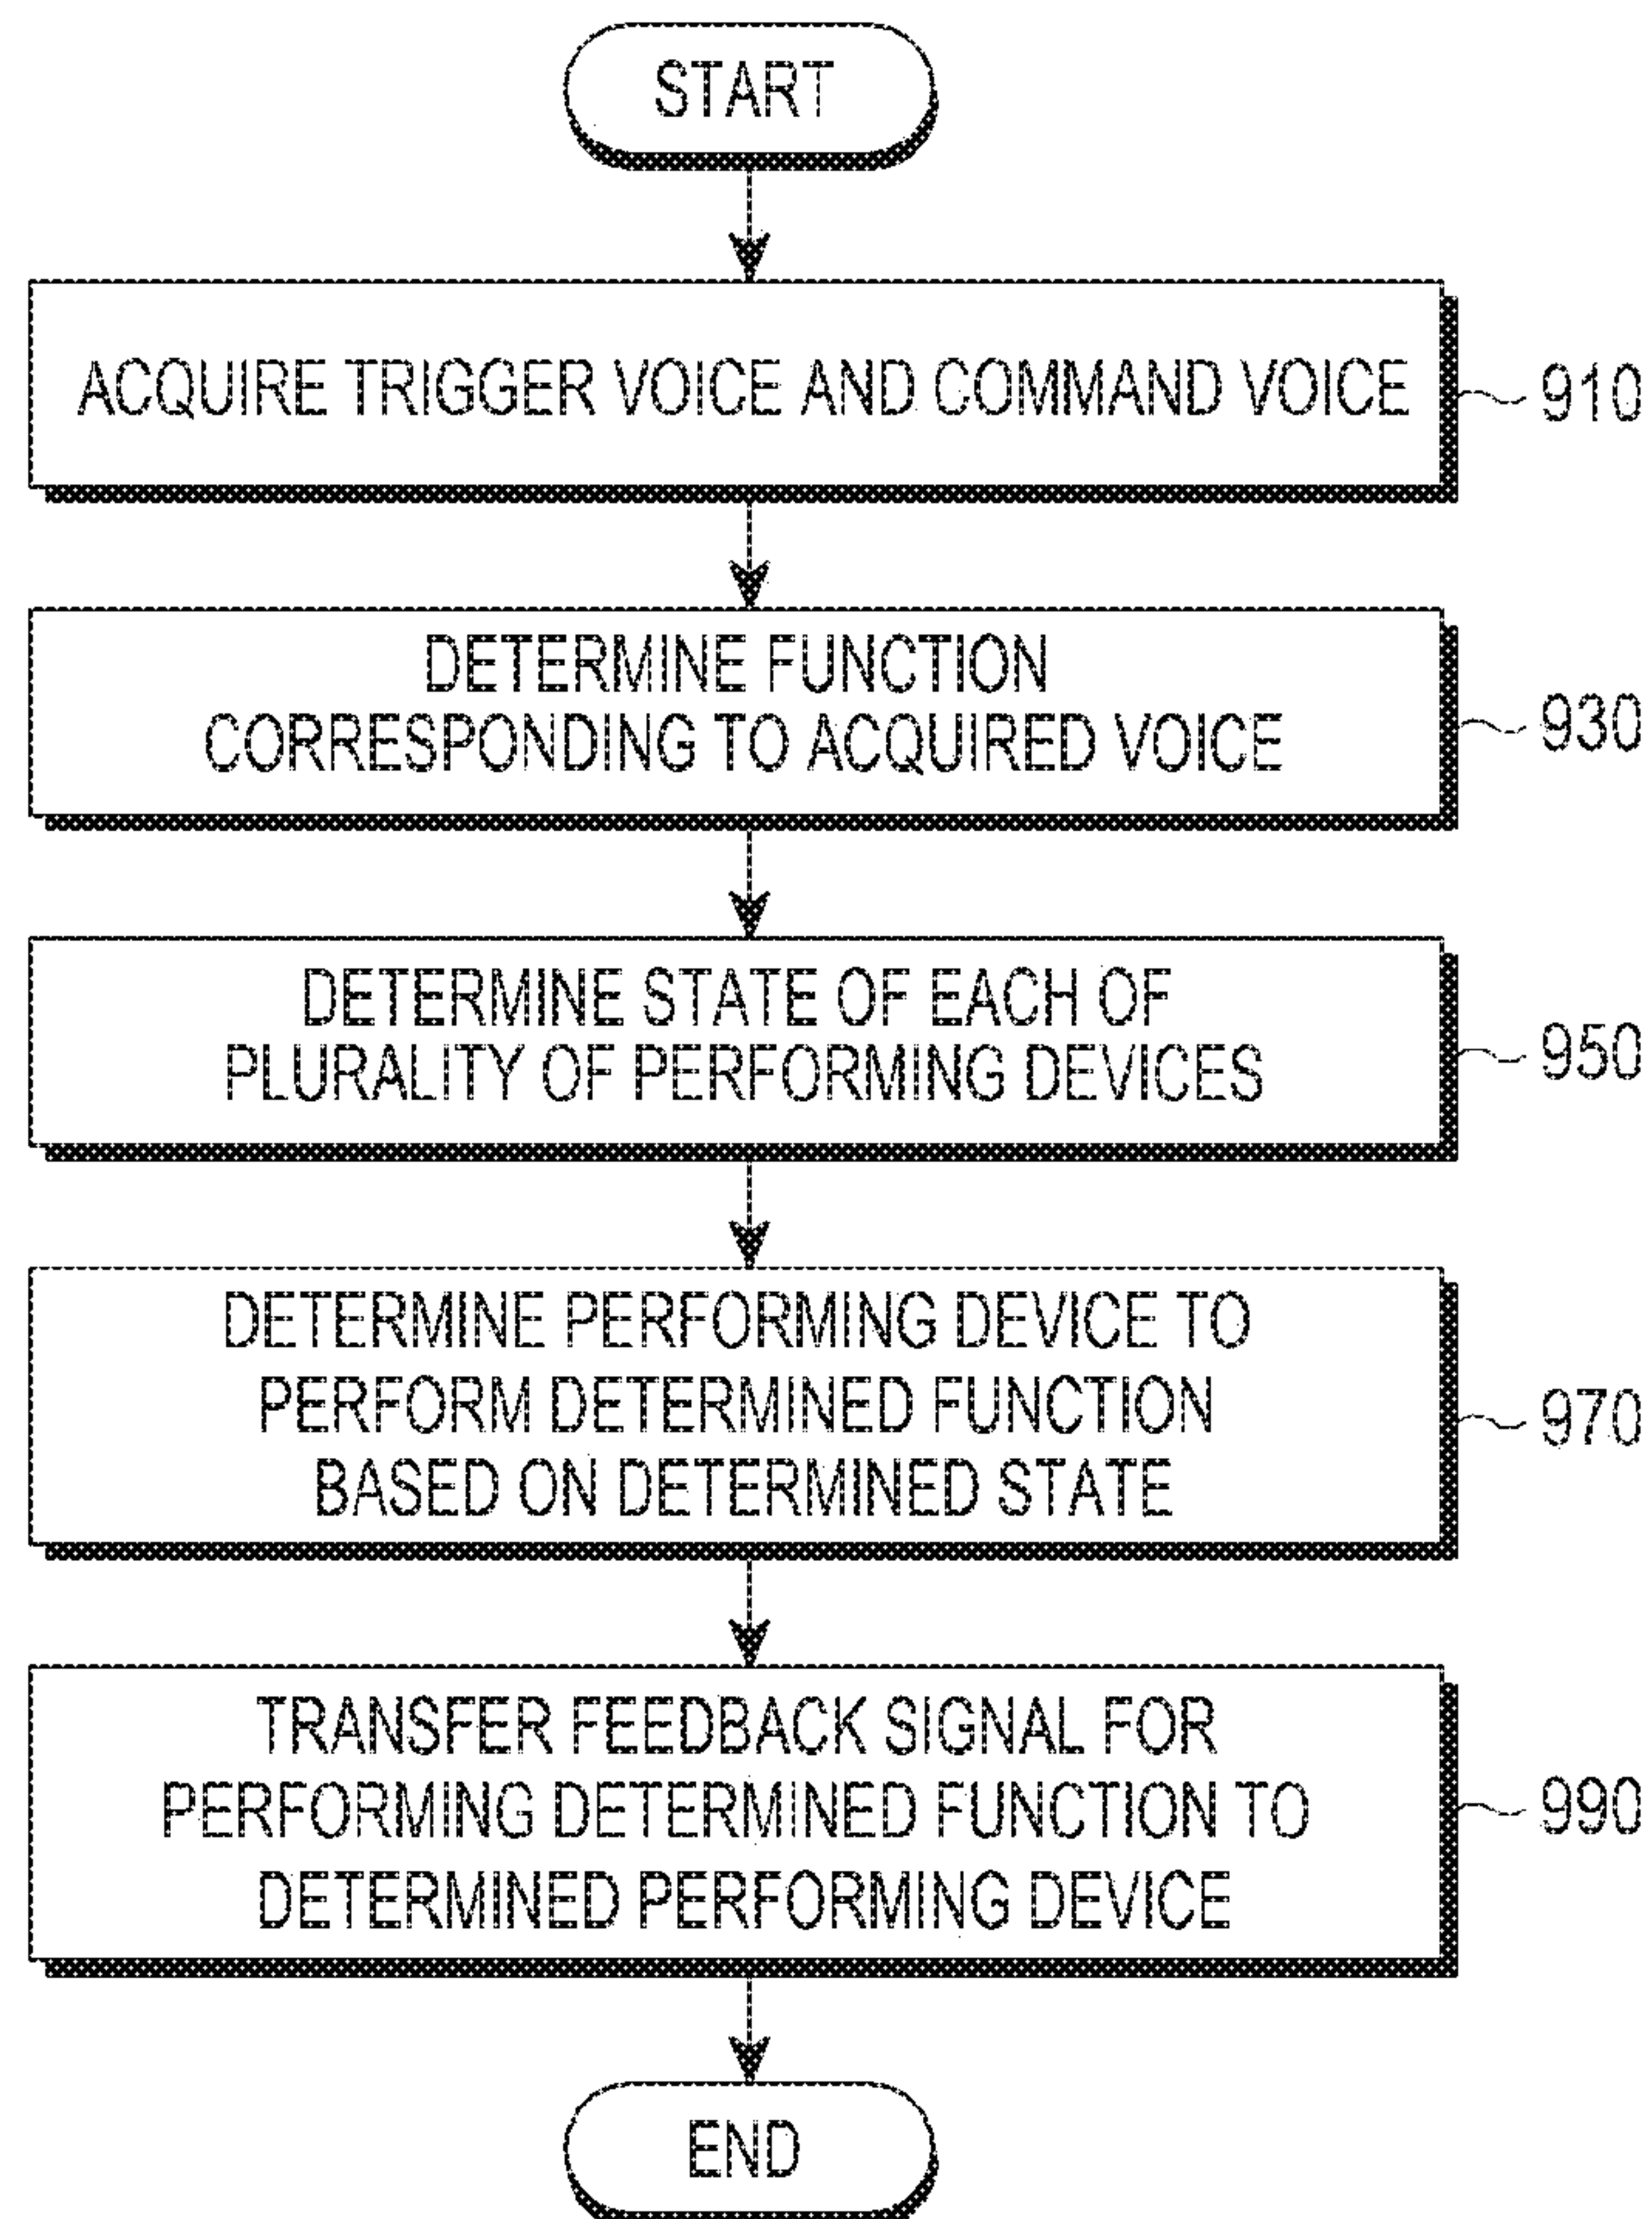 START
ACQUIRE TRIGGER VOICE AND COMMAND VOICE
910
DETERMINE FUNCTION
CORRESPONDING TO ACQUIRED VOICE
930
DETERMINE STATE OF EACH OF
PLURALITY OF PERFORMING DEVICES
950
DETERMINE PERFORMING DEVICE TO
PERFORM DETERMINED FUNCTION
BASED ON DETERMINED STATE
970
TRANSFER FEEDBACK SIGNAL FOR
PERFORMING DETERMINED FUNCTION TO
DETERMINED PERFORMING DEVICE
990
END